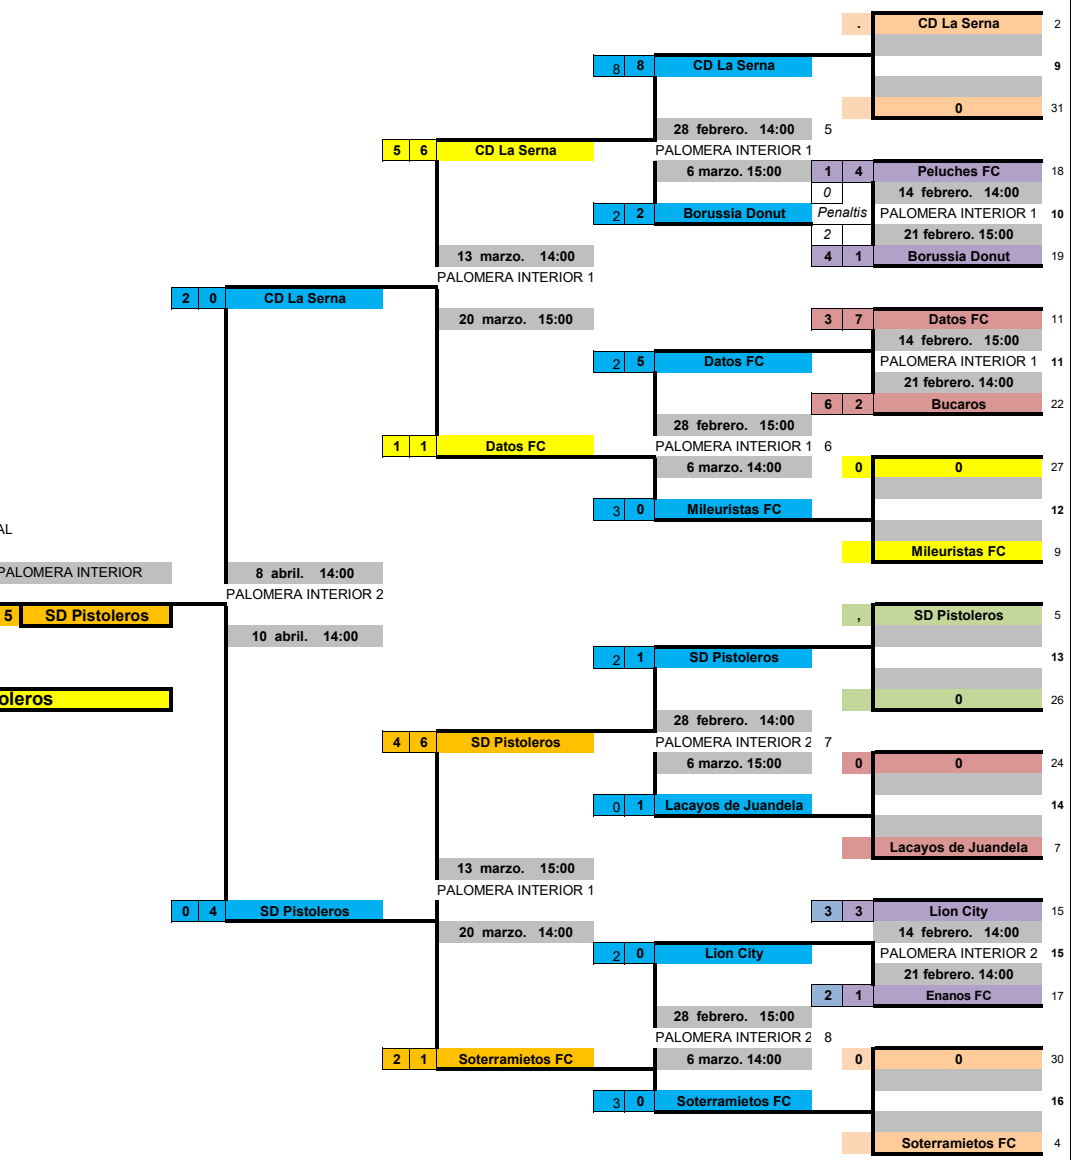 . CD La Serna 2
8 8 CD La Serna 9
0 31
28 febrero. 14:00 5
5 6 CD La Serna PALOMERA INTERIOR 1
6 marzo. 15:00 1 4 Peluches FC 18
0 14 febrero. 14:00
2 2 Borussia Donut Penaltis PALOMERA INTERIOR 1 10
2 21 febrero. 15:00
13 marzo. 14:00 4 1 Borussia Donut 19
PALOMERA INTERIOR 1
2 0 CD La Serna
20 marzo. 15:00 3 7 Datos FC 11
14 febrero. 15:00
2 5 Datos FC PALOMERA INTERIOR 1 11
21 febrero. 14:00
6 2 Bucaros 22
28 febrero. 15:00
1 1 Datos FC PALOMERA INTERIOR 1 6
6 marzo. 14:00 0 0 27
3 0 Mileuristas FC 12
AL
Mileuristas FC 9
PALOMERA INTERIOR 8 abril. 14:00
PALOMERA INTERIOR 2
5 SD Pistoleros , SD Pistoleros 5
10 abril. 14:00
2 1 SD Pistoleros 13
oleros 0 26
28 febrero. 14:00
4 6 SD Pistoleros PALOMERA INTERIOR 2 7
6 marzo. 15:00 0 0 24
0 1 Lacayos de Juandela 14
Lacayos de Juandela 7
13 marzo. 15:00
PALOMERA INTERIOR 1
0 4 SD Pistoleros 3 3 Lion City 15
20 marzo. 14:00 14 febrero. 14:00
2 0 Lion City PALOMERA INTERIOR 2 15
21 febrero. 14:00
2 1 Enanos FC 17
28 febrero. 15:00
PALOMERA INTERIOR 2 8
2 1 Soterramietos FC 6 marzo. 14:00 0 0 30
3 0 Soterramietos FC 16
Soterramietos FC 4